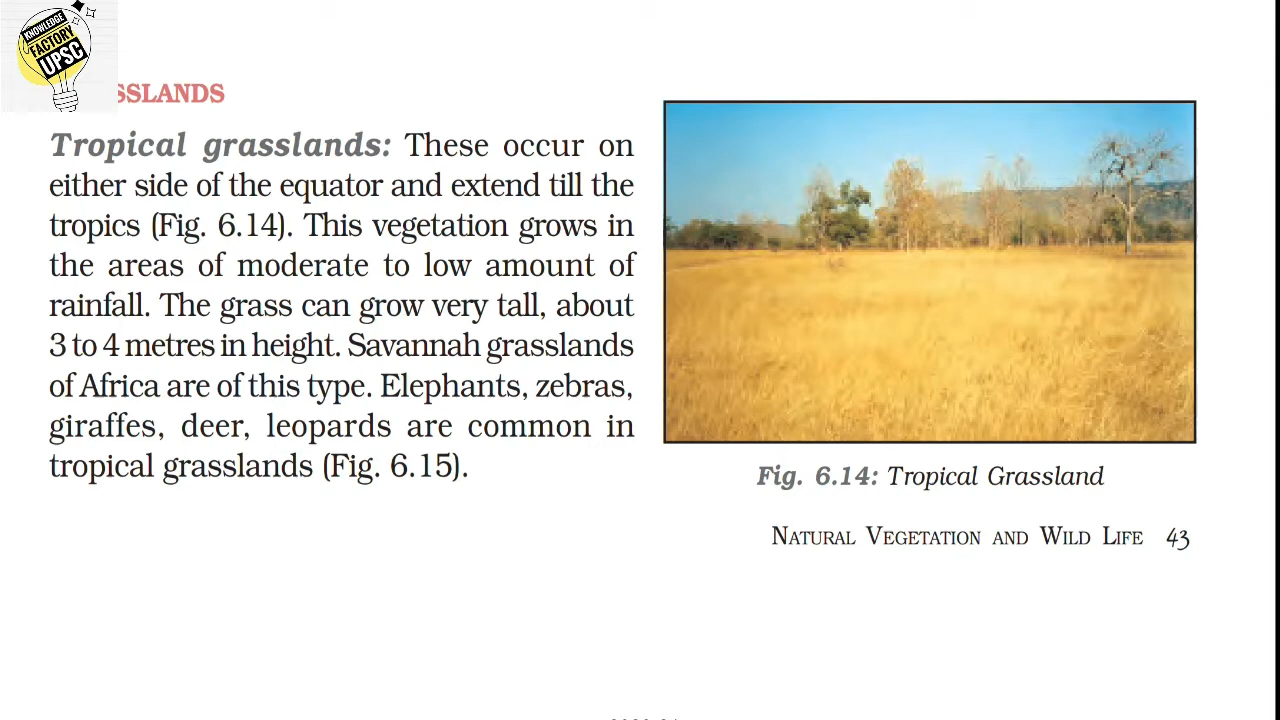 KNOWLEDGE
FACTORY
UPSC
SSLANDS
Tropical grasslands: These occur on
either side of the equator and extend till the
tropics (Fig. 6.14). This vegetation grows in
the areas of moderate to low amount of
rainfall. The grass can grow very tall, about
3 to 4 metres in height. Savannah grasslands
of Africa are of this type. Elephants, zebras,
giraffes, deer, leopards are common in
tropical grasslands (Fig. 6.15).
Fig. 6.14: Tropical Grassland
NATURAL VEGETATION AND WILD LIFE 43